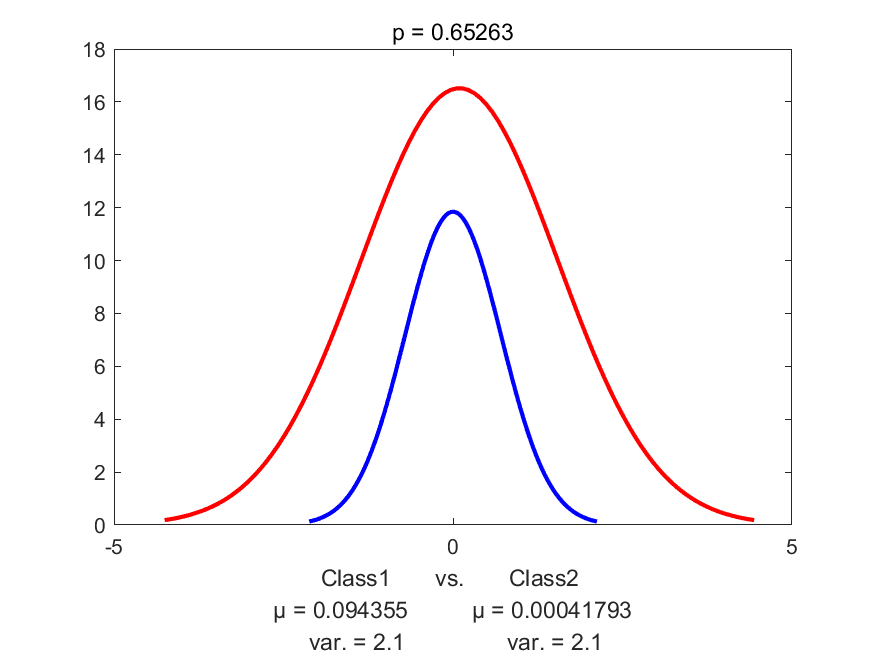 p = 0.65263
18
16
14
12
10
8
6
4
2
0
-5 0 5
Class1 vs. Class2
μ = 0.094355 μ = 0.00041793
var. = 2.1 var. = 2.1